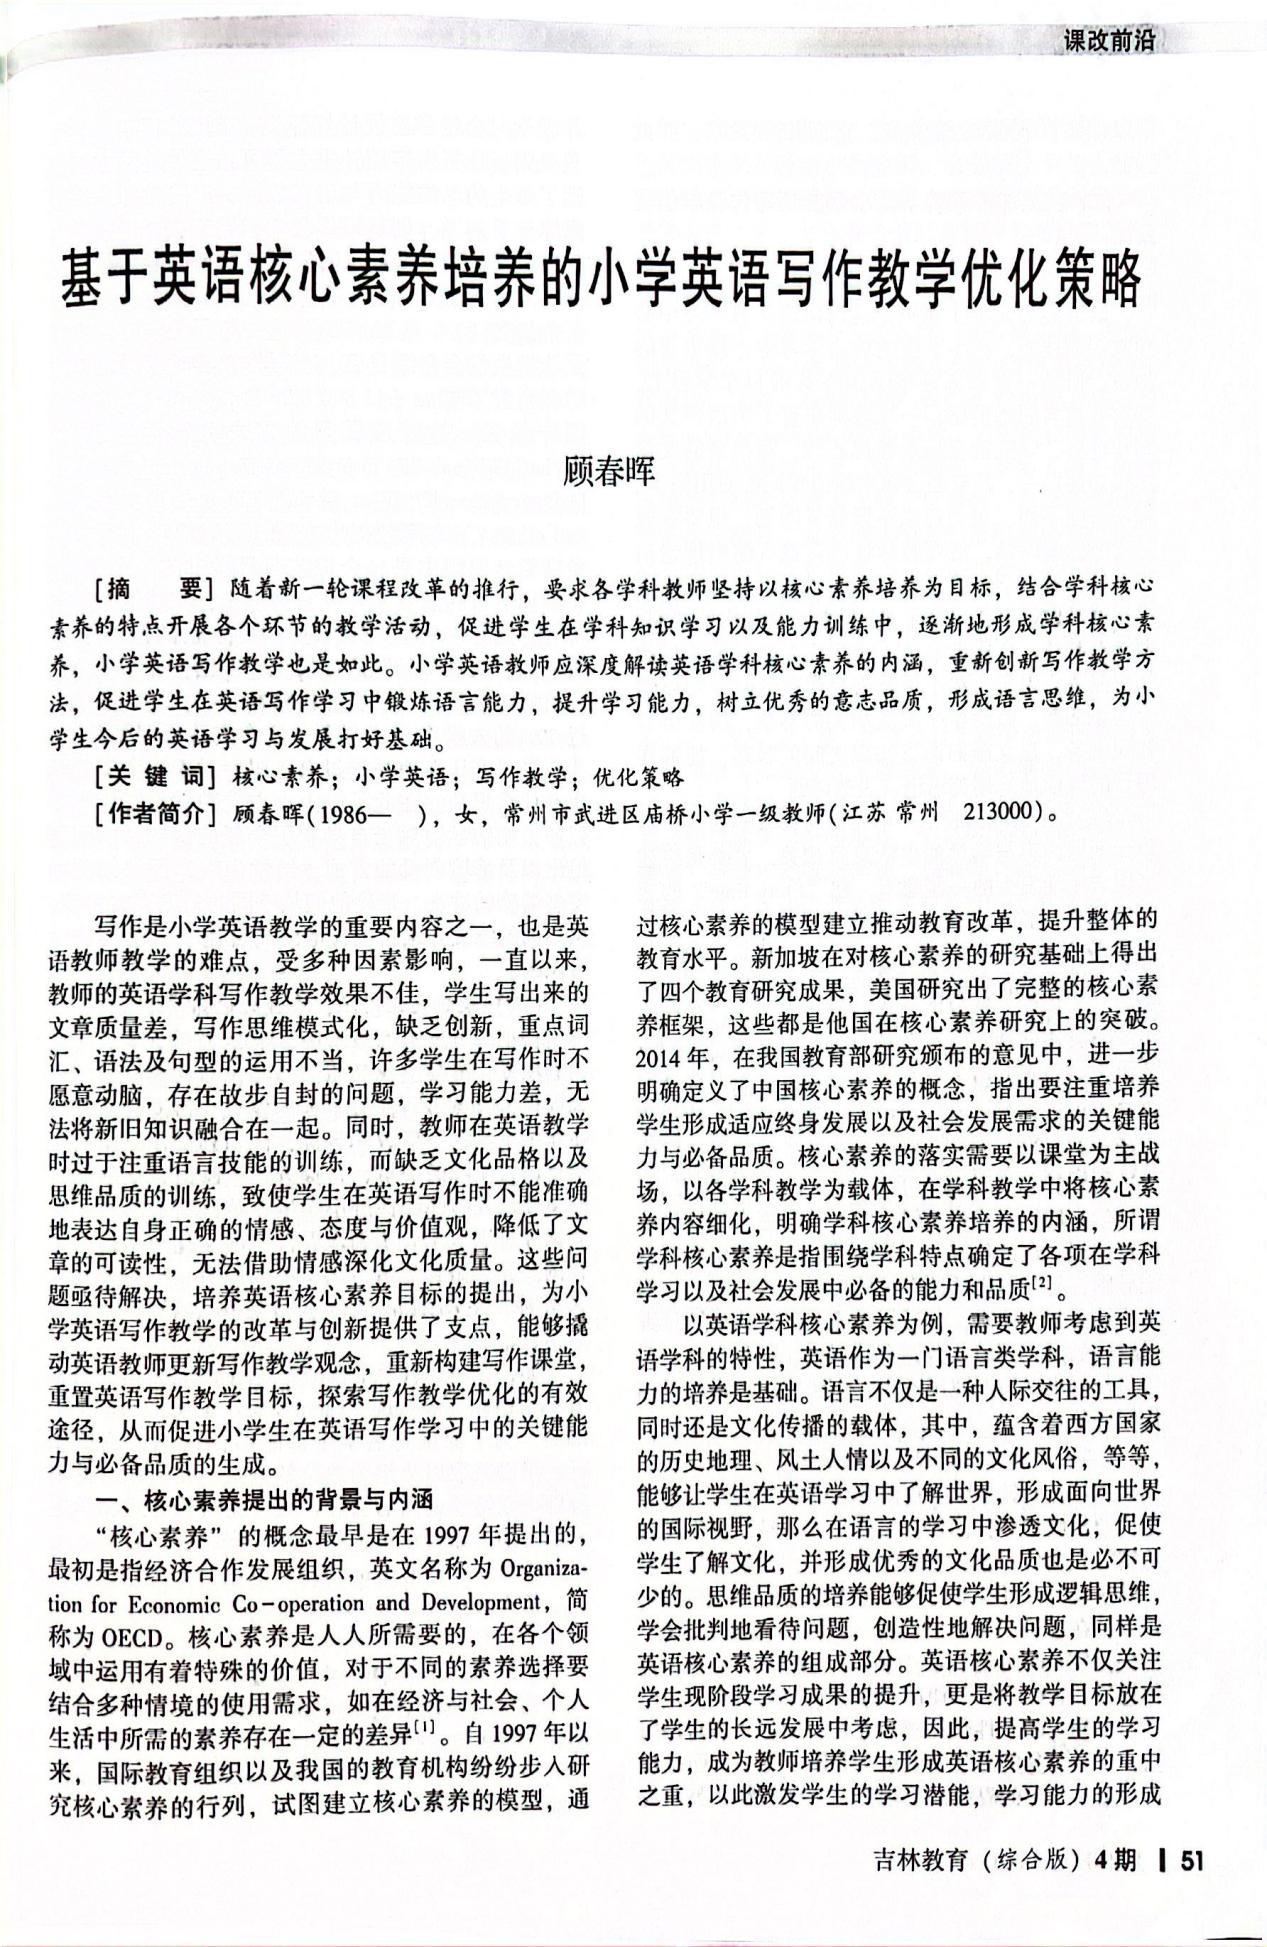 课改前沿
基于英语核心素养培养的小学英语写作教学优化策略
顾春晖
[摘　　要] 随着新一轮课程改革的推行，要求各学科教师坚持以核心素养培养为目标，结合学科核心
素养的特点开展各个环节的教学活动，促进学生在学科知识学习以及能力训练中，逐渐地形成学科核心素
养，小学英语写作教学也是如此。小学英语教师应深度解读英语学科核心素养的内涵，重新创新写作教学方
法，促进学生在英语写作学习中锻炼语言能力，提升学习能力，树立优秀的意志品质，形成语言思维，为小
学生今后的英语学习与发展打好基础。
[关 键 词] 核心素养；小学英语；写作教学；优化策略
[作者简介] 顾春晖(1986—　)，女，常州市武进区庙桥小学一级教师(江苏 常州　213000)。
写作是小学英语教学的重要内容之一，也是英
语教师教学的难点，受多种因素影响，一直以来，
教师的英语学科写作教学效果不佳，学生写出来的
文章质量差，写作思维模式化，缺乏创新，重点词
汇、语法及句型的运用不当，许多学生在写作时不
愿意动脑，存在故步自封的问题，学习能力差，无
法将新旧知识融合在一起。同时，教师在英语教学
时过于注重语言技能的训练，而缺乏文化品格以及
思维品质的训练，致使学生在英语写作时不能准确
地表达自身正确的情感、态度与价值观，降低了文
章的可读性，无法借助情感深化文化质量。这些问
题亟待解决，培养英语核心素养目标的提出，为小
学英语写作教学的改革与创新提供了支点，能够撬
动英语教师更新写作教学观念，重新构建写作课堂，
重置英语写作教学目标，探索写作教学优化的有效
途径，从而促进小学生在英语写作学习中的关键能
力与必备品质的生成。
一、核心素养提出的背景与内涵
“核心素养”的概念最早是在 1997 年提出的，
最初是指经济合作发展组织，英文名称为 Organiza-
tion for Economic Co-operation and Development，简
称为 OECD。核心素养是人人所需要的，在各个领
域中运用有着特殊的价值，对于不同的素养选择要
结合多种情境的使用需求，如在经济与社会、个人
生活中所需的素养存在一定的差异[1]。自 1997 年以
来，国际教育组织以及我国的教育机构纷纷步入研
究核心素养的行列，试图建立核心素养的模型，通
过核心素养的模型建立推动教育改革，提升整体的
教育水平。新加坡在对核心素养的研究基础上得出
了四个教育研究成果，美国研究出了完整的核心素
养框架，这些都是他国在核心素养研究上的突破。
2014 年，在我国教育部研究颁布的意见中，进一步
明确定义了中国核心素养的概念，指出要注重培养
学生形成适应终身发展以及社会发展需求的关键能
力与必备品质。核心素养的落实需要以课堂为主战
场，以各学科教学为载体，在学科教学中将核心素
养内容细化，明确学科核心素养培养的内涵，所谓
学科核心素养是指围绕学科特点确定了各项在学科
学习以及社会发展中必备的能力和品质[2]。
以英语学科核心素养为例，需要教师考虑到英
语学科的特性，英语作为一门语言类学科，语言能
力的培养是基础。语言不仅是一种人际交往的工具，
同时还是文化传播的载体，其中，蕴含着西方国家
的历史地理、风土人情以及不同的文化风俗，等等，
能够让学生在英语学习中了解世界，形成面向世界
的国际视野，那么在语言的学习中渗透文化，促使
学生了解文化，并形成优秀的文化品质也是必不可
少的。思维品质的培养能够促使学生形成逻辑思维，
学会批判地看待问题，创造性地解决问题，同样是
英语核心素养的组成部分。英语核心素养不仅关注
学生现阶段学习成果的提升，更是将教学目标放在
了学生的长远发展中考虑，因此，提高学生的学习
能力，成为教师培养学生形成英语核心素养的重中
之重，以此激发学生的学习潜能，学习能力的形成
吉林教育（综合版）4 期 51